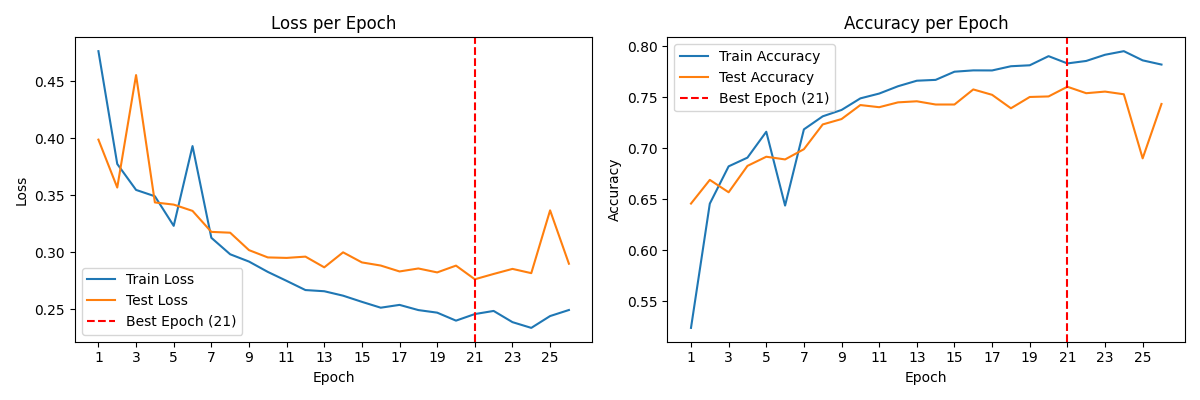 Loss per Epoch
Loss
0.45
0.40
0.35
0.30
0.25
Train Loss
Test Loss
Best Epoch (21)
1 3 5 7 9 11 13 15 17 19 21 23 25
Epoch
Accuracy per Epoch
Accuracy
0.80
0.75
0.70
0.65
0.60
0.55
Train Accuracy
Test Accuracy
Best Epoch (21)
1 3 5 7 9 11 13 15 17 19 21 23 25
Epoch